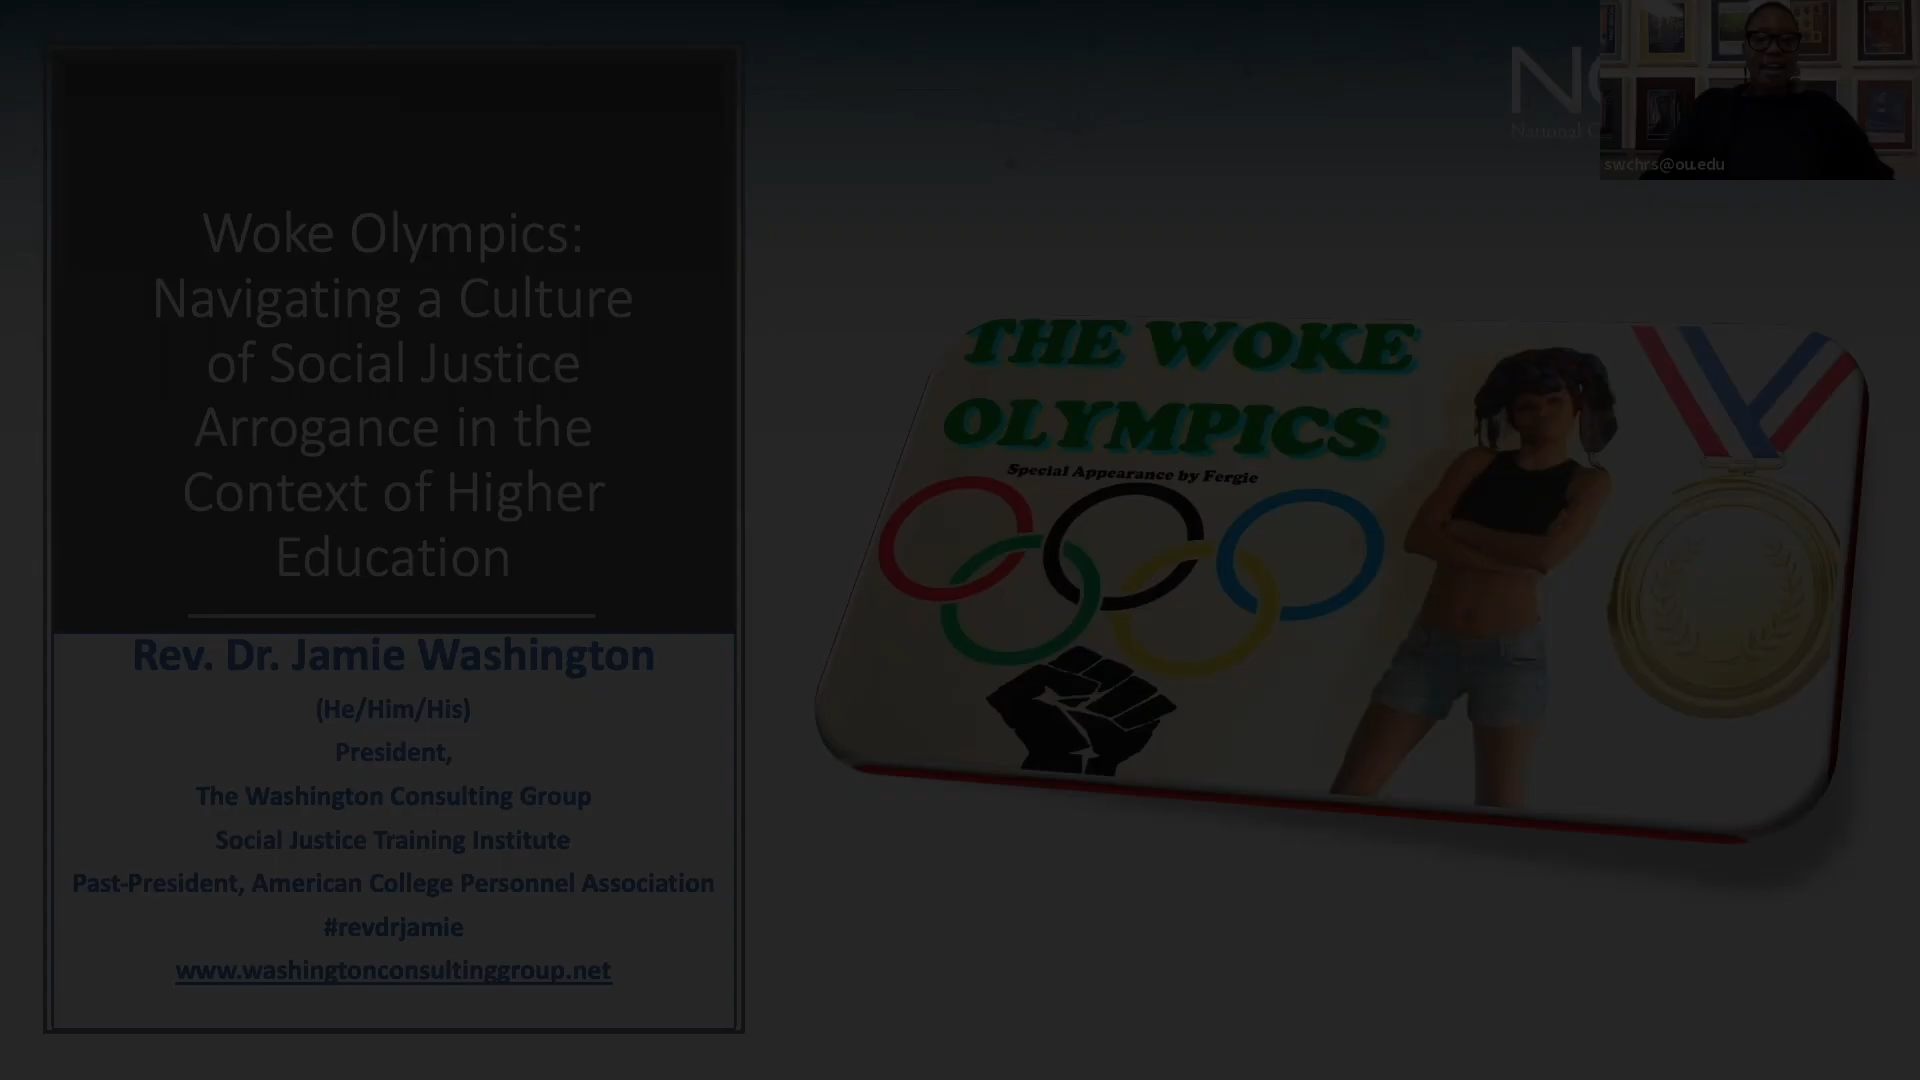 Woke Olympics:
Navigating a Culture
of Social Justice
Arrogance in the
Context of Higher
Education
Rev. Dr. Jamie Washington
(He/Him/His)
President,
The Washington Consulting Group
Social Justice Training Institute
Past-President, American College Personnel Association
#revdrjamie
www.washingtonconsultinggroup.net
National
swchrs@ou.edu
THE WOKE
OLYMPICS
Special Appearance by Fergie